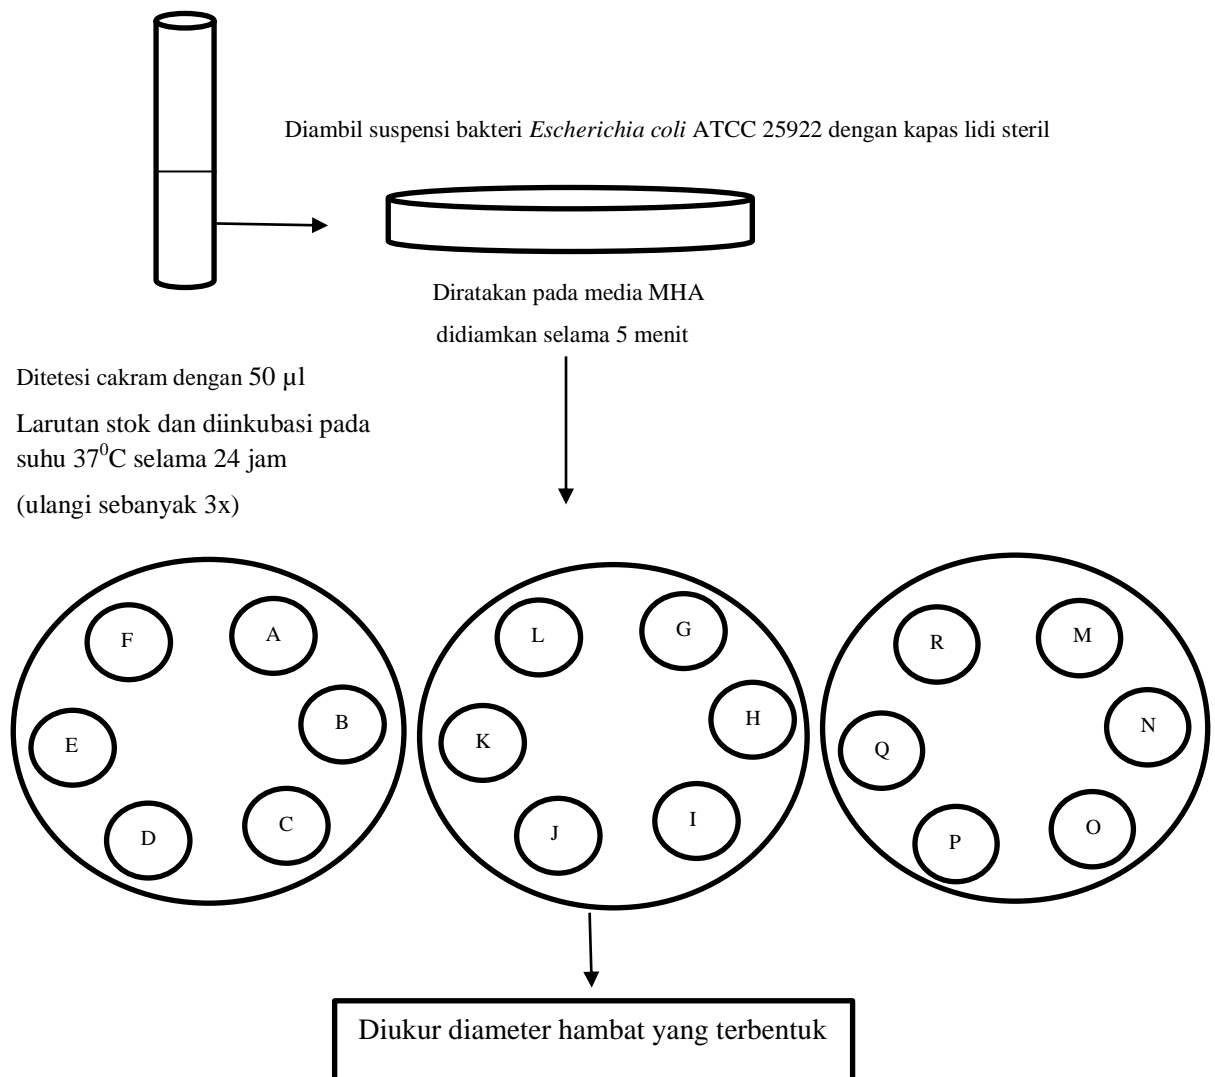 Diambil suspensi bakteri Escherichia coli ATCC 25922 dengan kapas lidi steril
Diratakan pada media MHA
didiamkan selama 5 menit
Ditetesi cakram dengan 50 µl
Larutan stok dan diinkubasi pada
suhu 37⁰C selama 24 jam
(ulangi sebanyak 3x)
F
A
B
E
D
C
L
G
H
K
J
I
R
M
N
Q
P
O
Diukur diameter hambat yang terbentuk